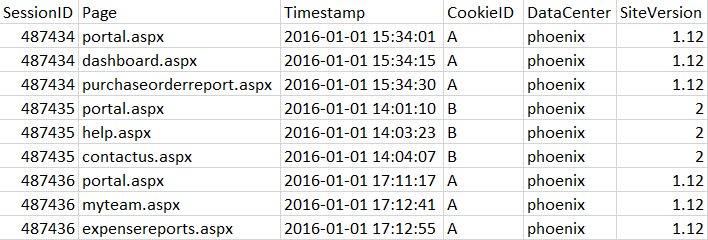 SessionID Page Timestamp CookieID DataCenter SiteVersion
487434 portal.aspx 2016-01-01 15:34:01 A phoenix 1.12
487434 dashboard.aspx 2016-01-01 15:34:15 A phoenix 1.12
487434 purchaseorderreport.aspx 2016-01-01 15:34:30 A phoenix 1.12
487435 portal.aspx 2016-01-01 14:01:10 B phoenix 2
487435 help.aspx 2016-01-01 14:03:23 B phoenix 2
487435 contactus.aspx 2016-01-01 14:04:07 B phoenix 2
487436 portal.aspx 2016-01-01 17:11:17 A phoenix 1.12
487436 myteam.aspx 2016-01-01 17:12:41 A phoenix 1.12
487436 expensereports.aspx 2016-01-01 17:12:55 A phoenix 1.12